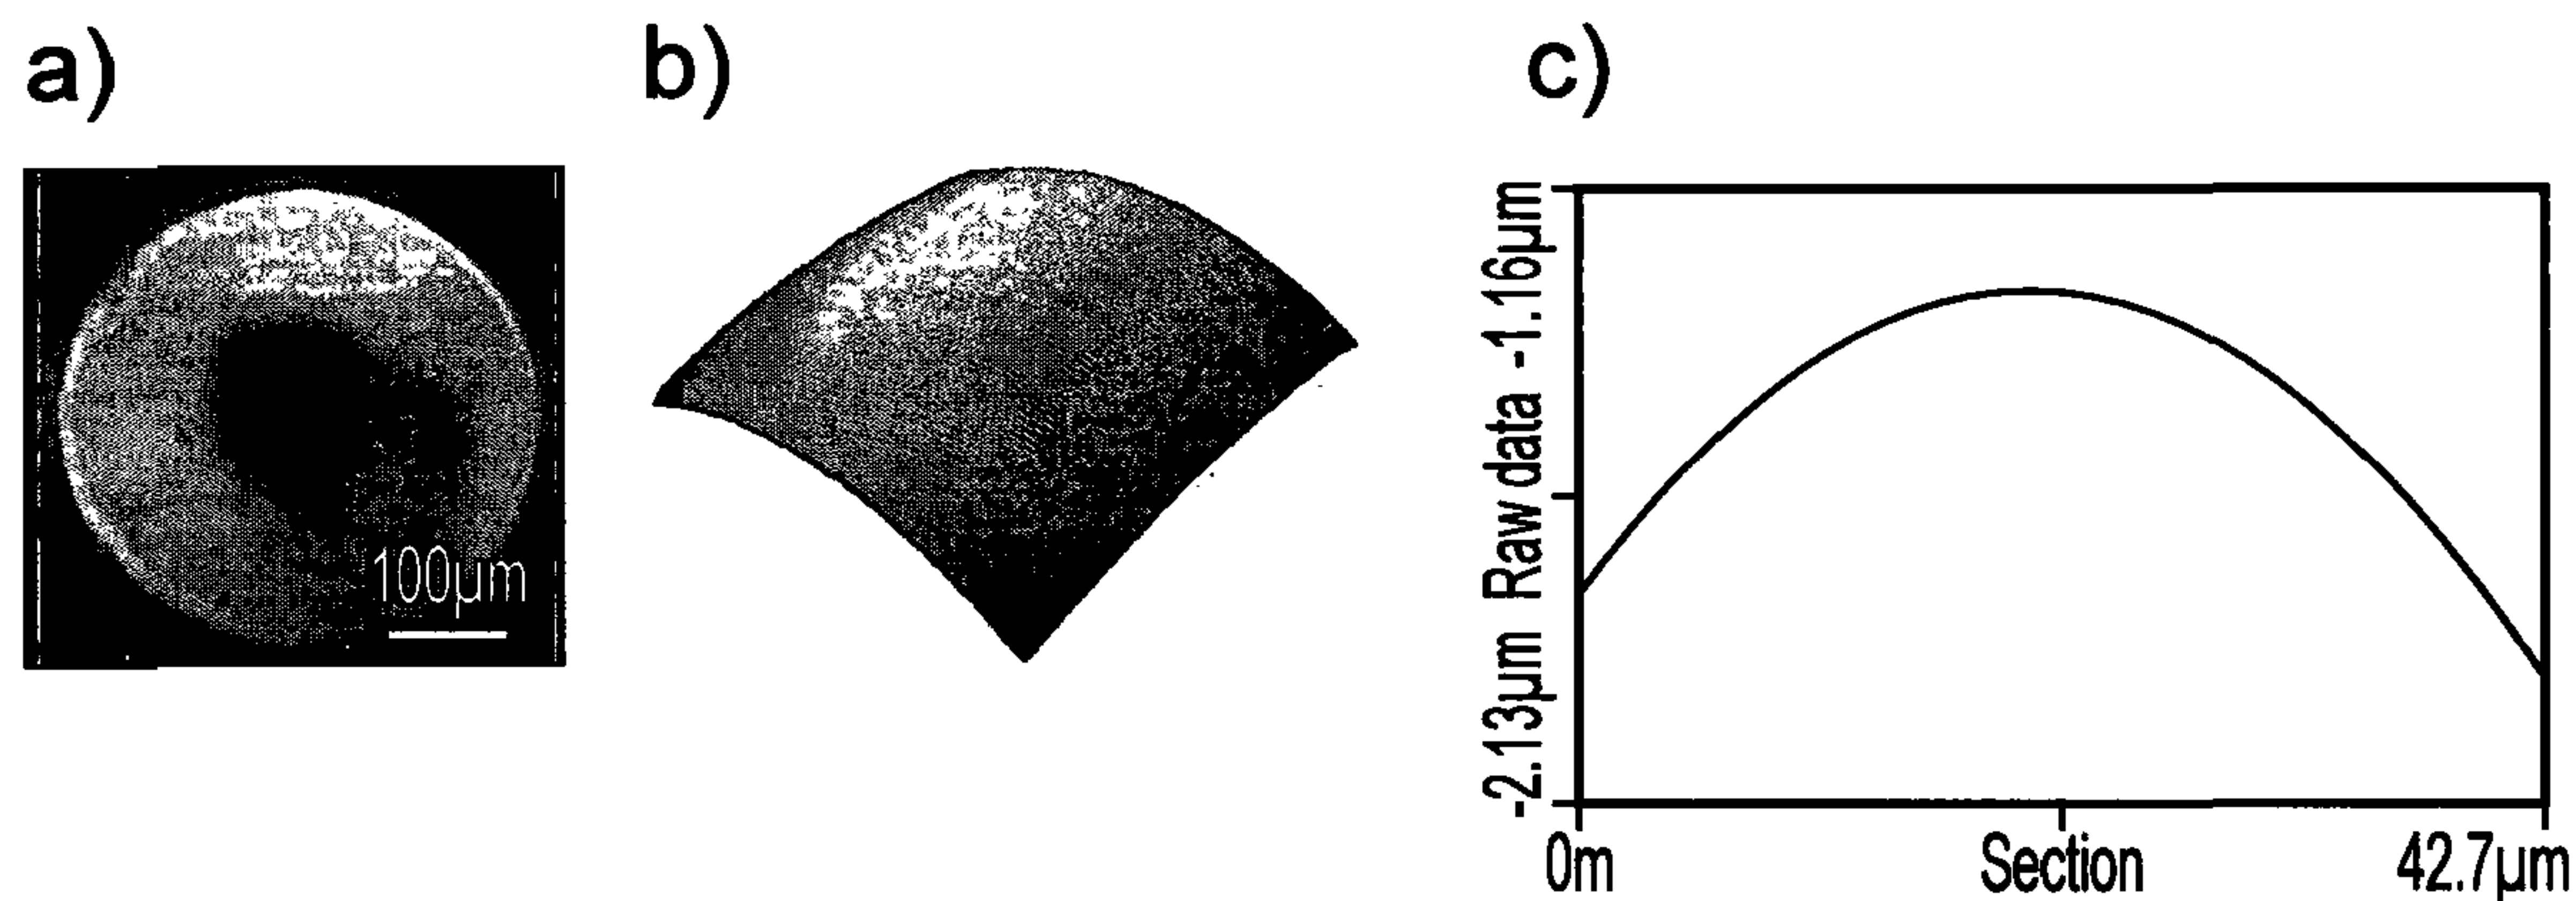 a)
b)
c)
100µm
-2.13µm Raw data -1.16µm
0m
Section
42.7µm